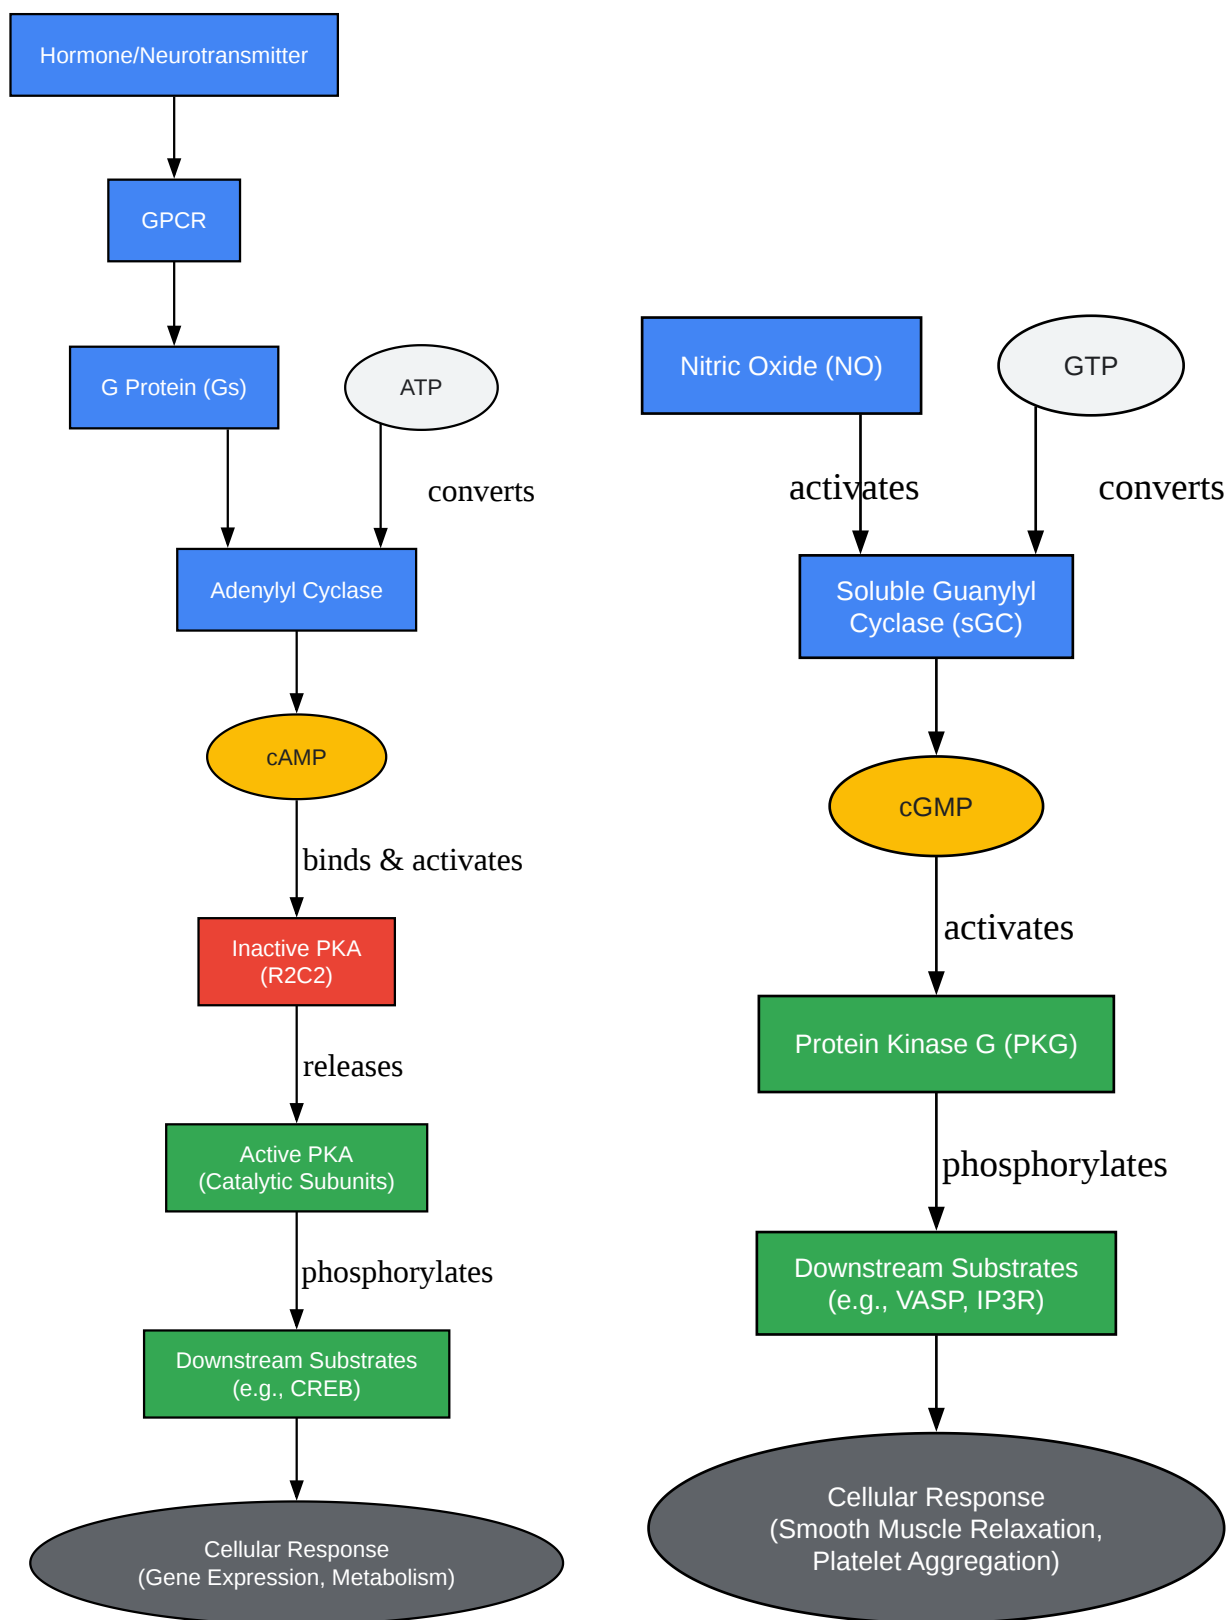 Hormone/Neurotransmitter
GPCR
G Protein (Gs)
ATP
converts
Adenylyl Cyclase
cAMP
binds & activates
Inactive PKA
(R2C2)
releases
Active PKA
(Catalytic Subunits)
phosphorylates
Downstream Substrates
(e.g., CREB)
Cellular Response
(Gene Expression, Metabolism)
Nitric Oxide (NO)
GTP
activates
converts
Soluble Guanylyl
Cyclase (sGC)
cGMP
activates
Protein Kinase G (PKG)
phosphorylates
Downstream Substrates
(e.g., VASP, IP3R)
Cellular Response
(Smooth Muscle Relaxation,
Platelet Aggregation)